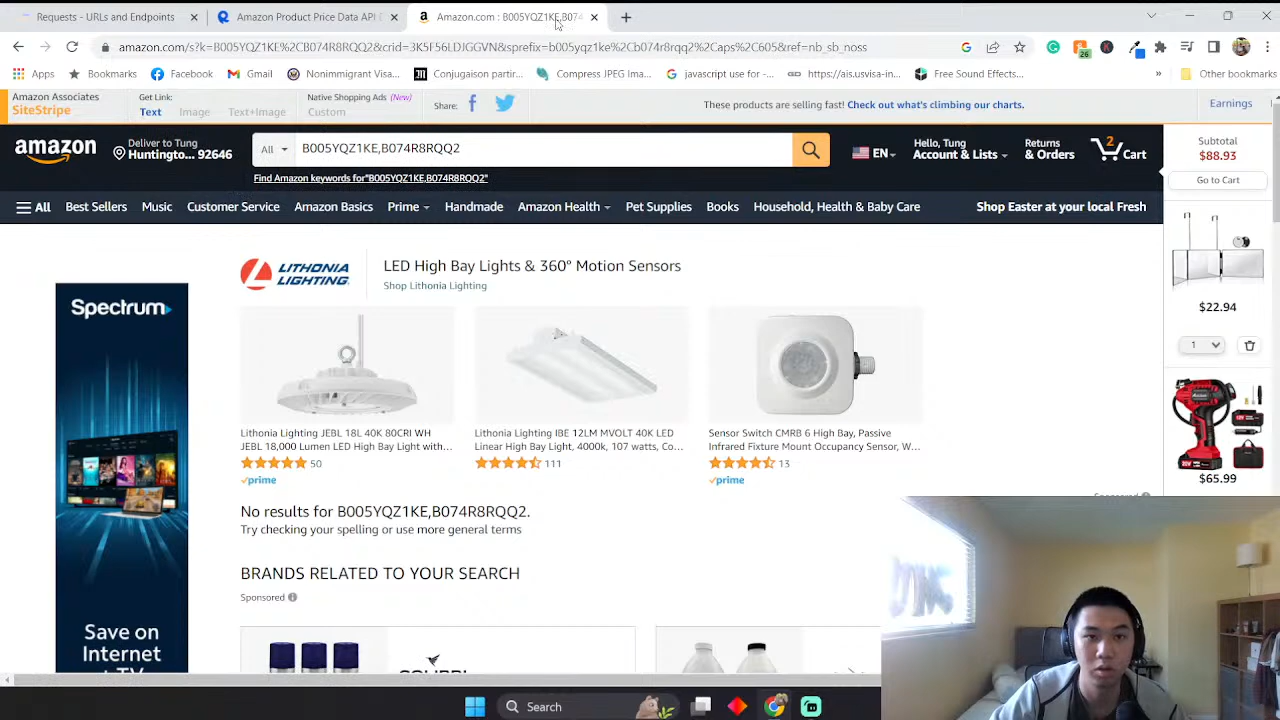 Requests - URLs and Endpoints
Amazon Product Price Data API
Amazon.com : B005YQZ1KE,B074
amazon.com/s?k=B005YQZ1KE%2CB074R8RQQ2&crid=3K5F56LDJGGVN&sprefix=b005yqz1ke%2cb074r8rqq2%2Caps%2C605&ref=nb_sb_noss
26
Apps
Bookmarks
Facebook
Gmail
Nonimmigrant Visa...
Conjugaison partir...
Compress JPEG Ima...
javascript use for -...
https://ais.usvisa-in...
Free Sound Effects...
»
Other bookmarks
Amazon Associates
SiteStripe
Get Link:
Text
Image
Text+Image
Native Shopping Ads (New)
Custom
Share:
These products are selling fast! Check out what's climbing our charts.
Earnings
amazon
Deliver to Tung
Huntingto... 92646
All
B005YQZ1KE,B074R8RQQ2
EN
Hello, Tung
Account & Lists
Returns
& Orders
2
Cart
Find Amazon keywords for"B005YQZ1KE,B074R8RQQ2"
All
Best Sellers
Music
Customer Service
Amazon Basics
Prime
Handmade
Amazon Health
Pet Supplies
Books
Household, Health & Baby Care
Shop Easter at your local Fresh
Subtotal
$88.93
Go to Cart
$22.94
1
$65.99
Spectrum
Save on
Internet
LITHONIA
LIGHTING
LED High Bay Lights & 360° Motion Sensors
Shop Lithonia Lighting
Lithonia Lighting JEBL 18L 40K 80CRI WH
JEBL 18,000 Lumen LED High Bay Light with...
50
prime
Lithonia Lighting IBE 12LM MVOLT 40K LED
Linear High Bay Light, 4000k, 107 watts, Co...
111
Sensor Switch CMRB 6 High Bay, Passive
Infrared Fixture Mount Occupancy Sensor, W...
13
prime
No results for B005YQZ1KE,B074R8RQQ2.
Try checking your spelling or use more general terms
BRANDS RELATED TO YOUR SEARCH
Sponsored
Search